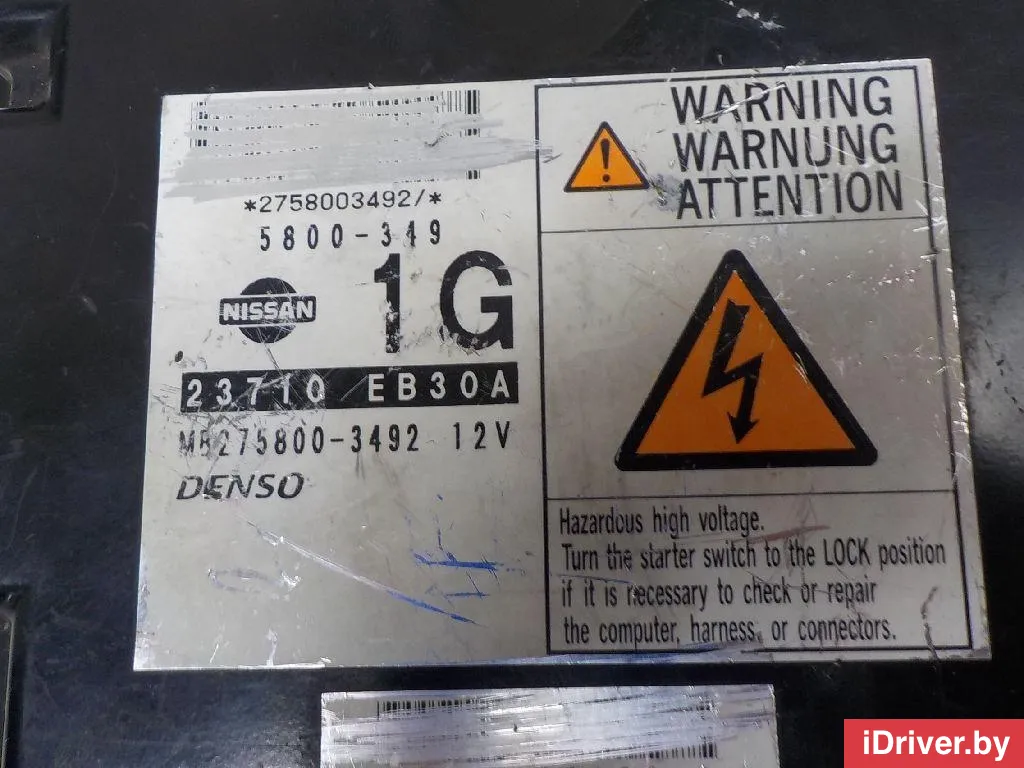 *2758003492/*
5800-349
NISSAN
1G
23710 EB30A
MB275800-3492 12V
DENSO
WARNING
WARNUNG
ATTENTION
Hazardous high voltage.
Turn the starter switch to the LOCK position
if it is necessary to check or repair
the computer, harness, or connectors.
iDriver.by